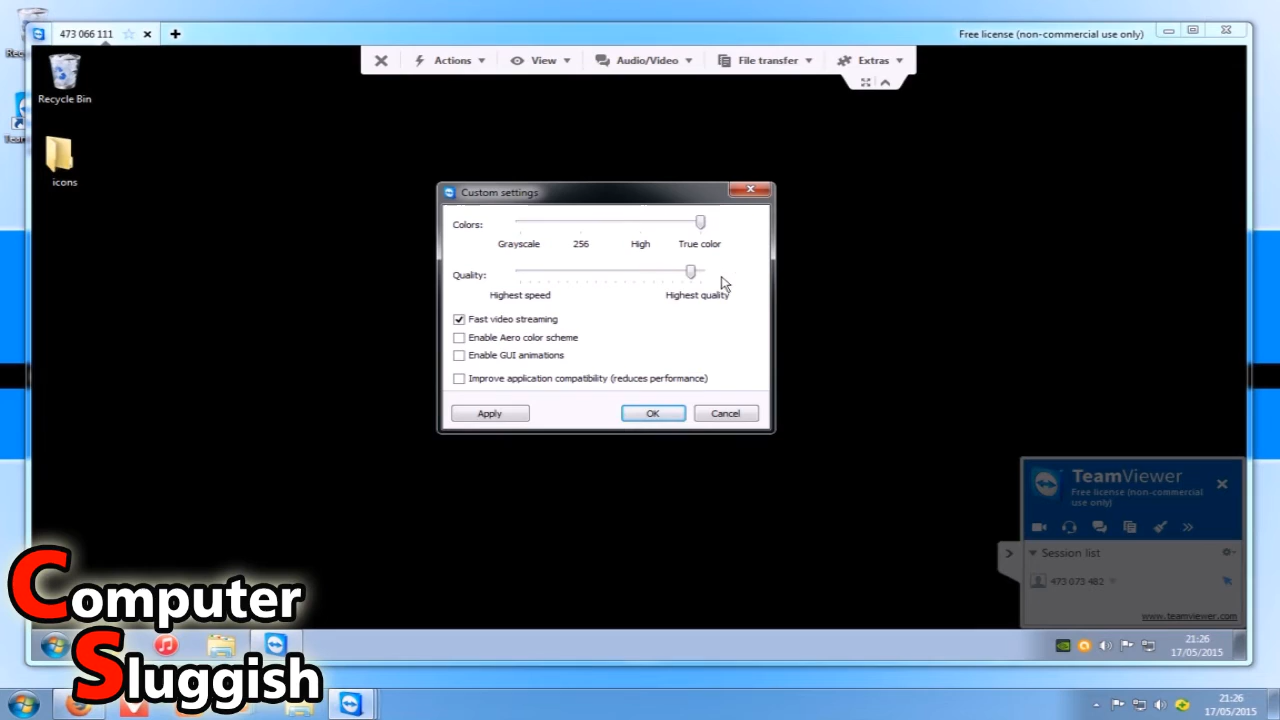 473 066 111
Free license (non-commercial use only)
Actions
View
Audio/Video
File transfer
Extras
Recycle Bin
icons
Custom settings
Colors:
Grayscale
256
High
True color
Quality:
Highest speed
Highest quality
Fast video streaming
Enable Aero color scheme
Enable GUI animations
Improve application compatibility (reduces performance)
Apply
OK
Cancel
TeamViewer
Free license (non-commercial
use only)
Session list
473 073 482
www.teamviewer.com
Computer
Sluggish
21:26
17/05/2015
21:26
17/05/2015